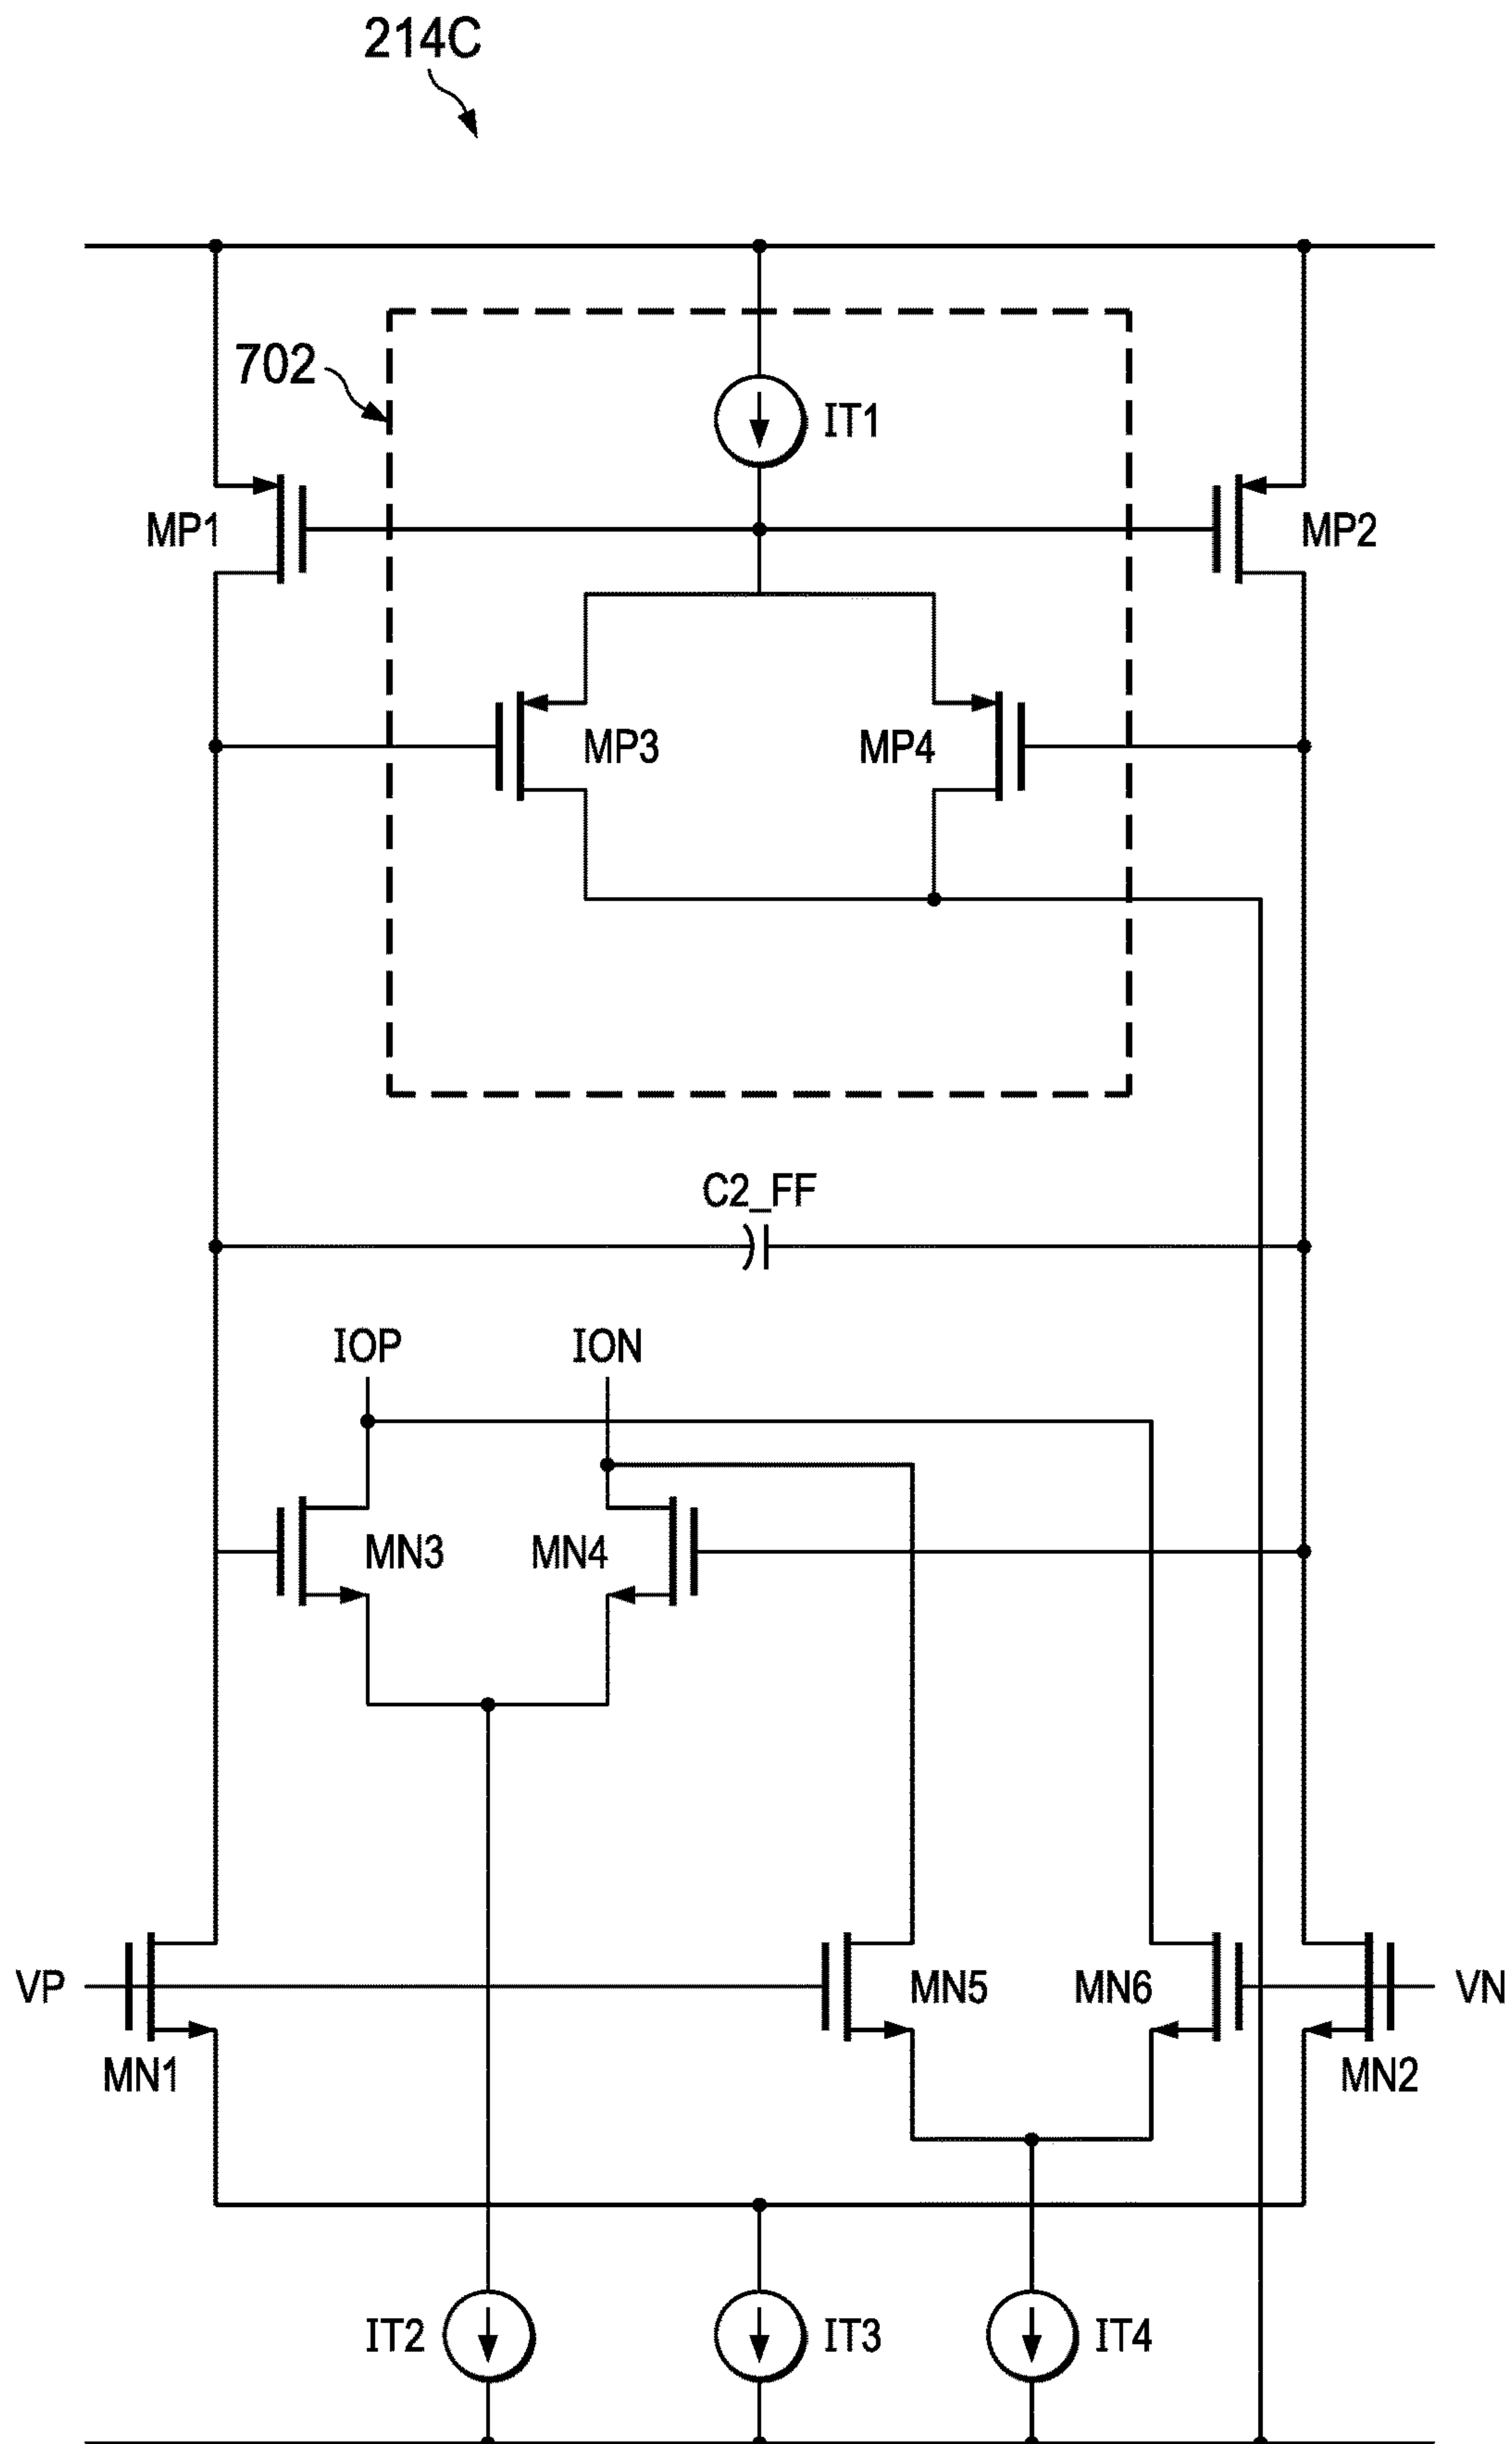 214C
702
IT1
MP1
MP2
MP3
MP4
C2_FF
IOP
ION
MN3
MN4
VP
MN5
MN6
VN
MN1
MN2
IT2
IT3
IT4